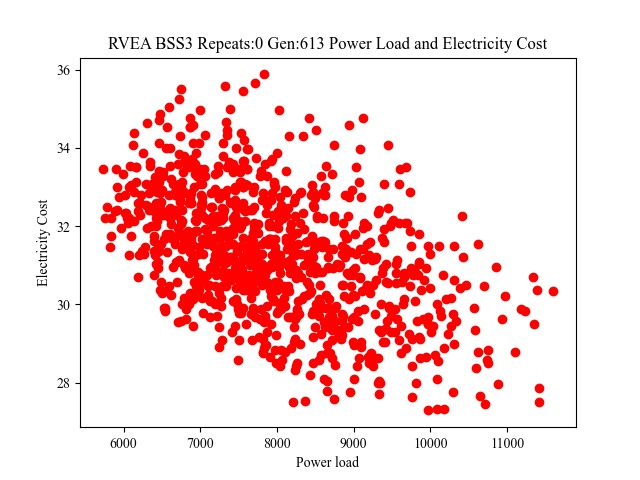 RVEA BSS3 Repeats:0 Gen:613 Power Load and Electricity Cost
36
34
32
30
28
Electricity Cost
6000 7000 8000 9000 10000 11000
Power load